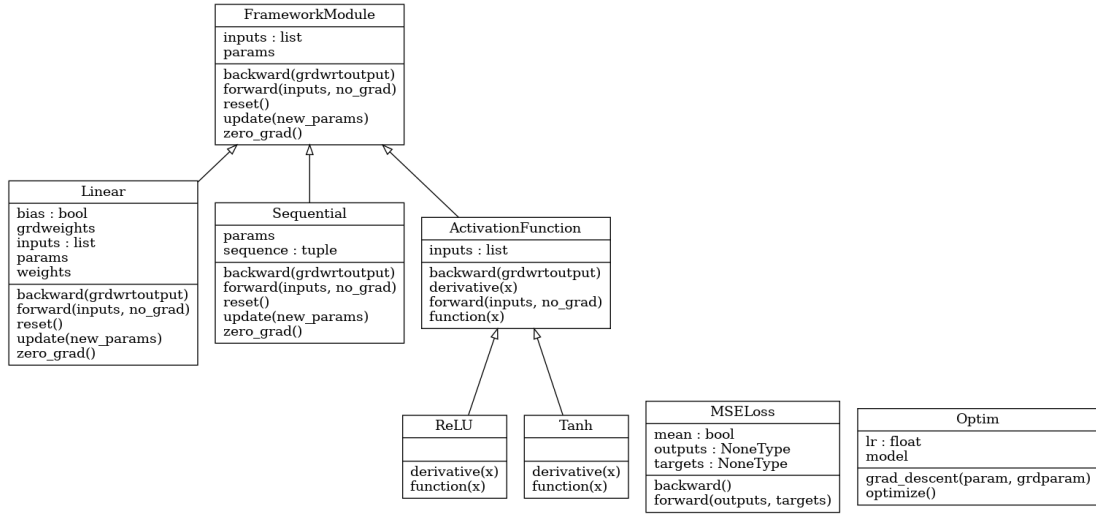 FrameworkModule
inputs : list
params
backward(grdwrtoutput)
forward(inputs, no_grad)
reset()
update(new_params)
zero_grad()
Linear
bias : bool
grdweights
inputs : list
params
weights
backward(grdwrtoutput)
forward(inputs, no_grad)
reset()
update(new_params)
zero_grad()
Sequential
params
sequence : tuple
backward(grdwrtoutput)
forward(inputs, no_grad)
reset()
update(new_params)
zero_grad()
ActivationFunction
inputs : list
backward(grdwrtoutput)
derivative(x)
forward(inputs, no_grad)
function(x)
ReLU
derivative(x)
function(x)
Tanh
derivative(x)
function(x)
MSELoss
mean : bool
outputs : NoneType
targets : NoneType
backward()
forward(outputs, targets)
Optim
lr : float
model
grad_descent(param, grdparam)
optimize()